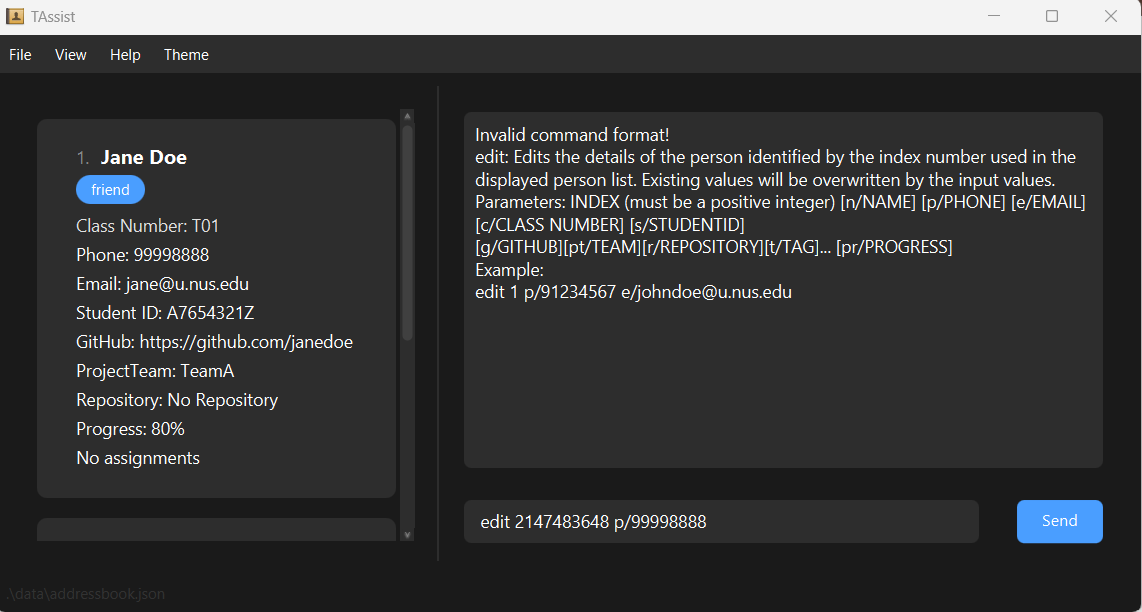 TAssist
File View Help Theme
1. Jane Doe
friend
Class Number: T01
Phone: 99998888
Email: jane@u.nus.edu
Student ID: A7654321Z
GitHub: https://github.com/janedoe
ProjectTeam: TeamA
Repository: No Repository
Progress: 80%
No assignments
Invalid command format!
edit: Edits the details of the person identified by the index number used in the
displayed person list. Existing values will be overwritten by the input values.
Parameters: INDEX (must be a positive integer) [n/NAME] [p/PHONE] [e/EMAIL]
[c/CLASS NUMBER] [s/STUDENTID]
[g/GITHUB][pt/TEAM][r/REPOSITORY][t/TAG]... [pr/PROGRESS]
Example:
edit 1 p/91234567 e/johndoe@u.nus.edu
edit 2147483648 p/99998888
Send
.\data\addressbook.json